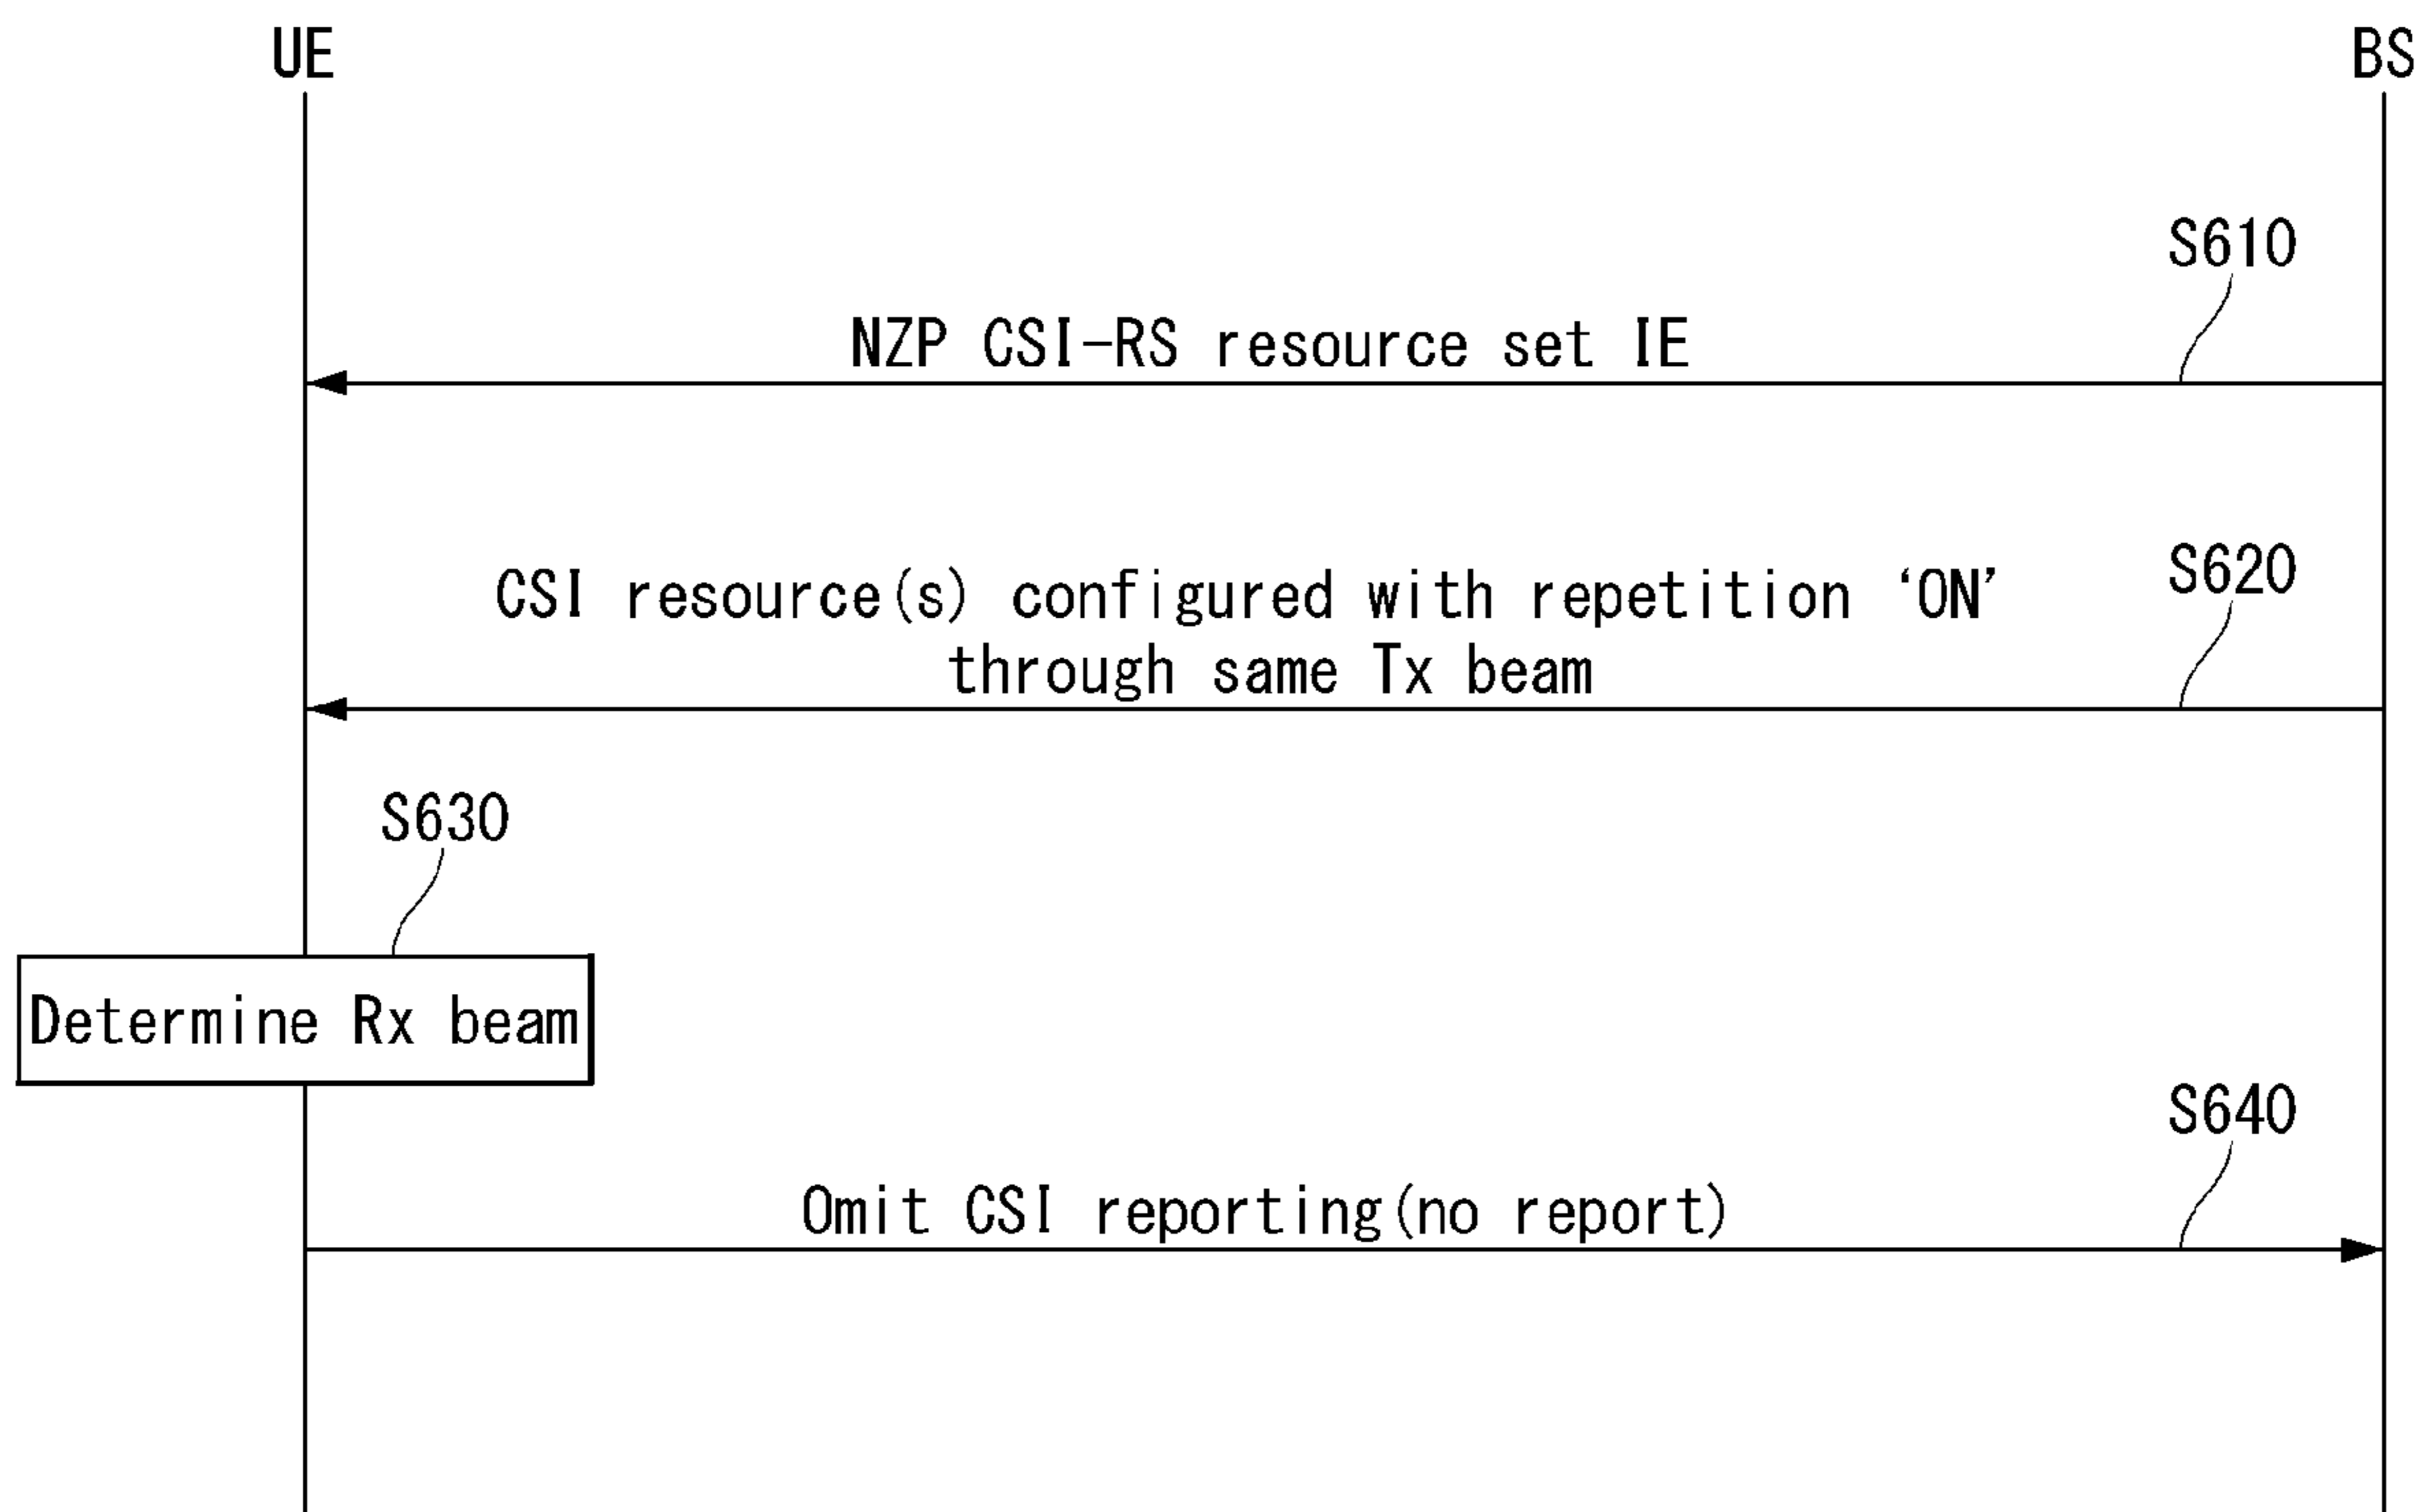 UE
BS
S610
NZP CSI-RS resource set IE
S620
CSI resource(s) configured with repetition ‘ON’
through same Tx beam
S630
Determine Rx beam
S640
Omit CSI reporting(no report)